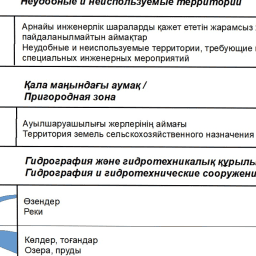 Неудобные и неиспользуемые территории
Арнайы инженерлік шараларды қажет ететін жарамсыз
пайдаланылмайтын аймақтар
Неудобные и неиспользуемые территории, требующие
специальных инженерных мероприятий
Қала маңындағы аумақ /
Пригородная зона
Ауылшаруашылығы жерлерінің аймағы
Территория земель сельскохозяйственного назначения
Гидрография және гидротехникалық
Гидрография и гидротехнические
Өзендер
Реки
Көлдер, тоғандар
Озера, пруды